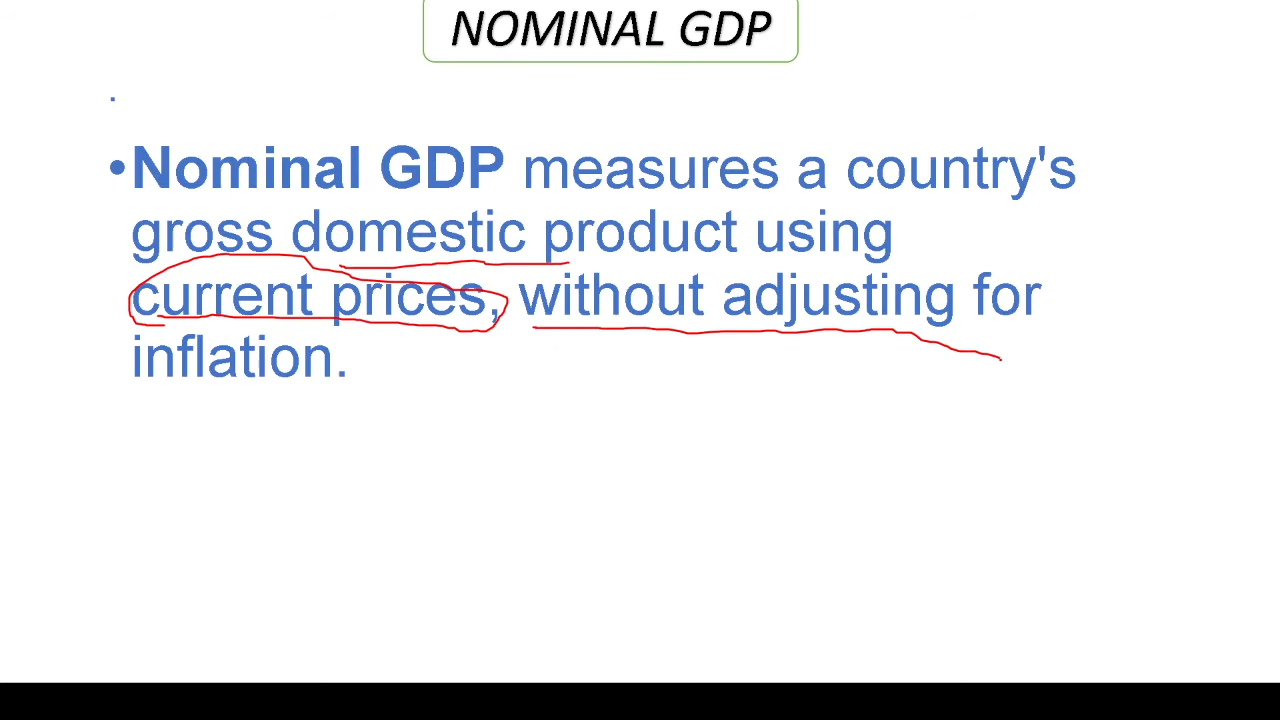 NOMINAL GDP
•
•Nominal GDP measures a country's
gross domestic product using
current prices, without adjusting for
inflation.